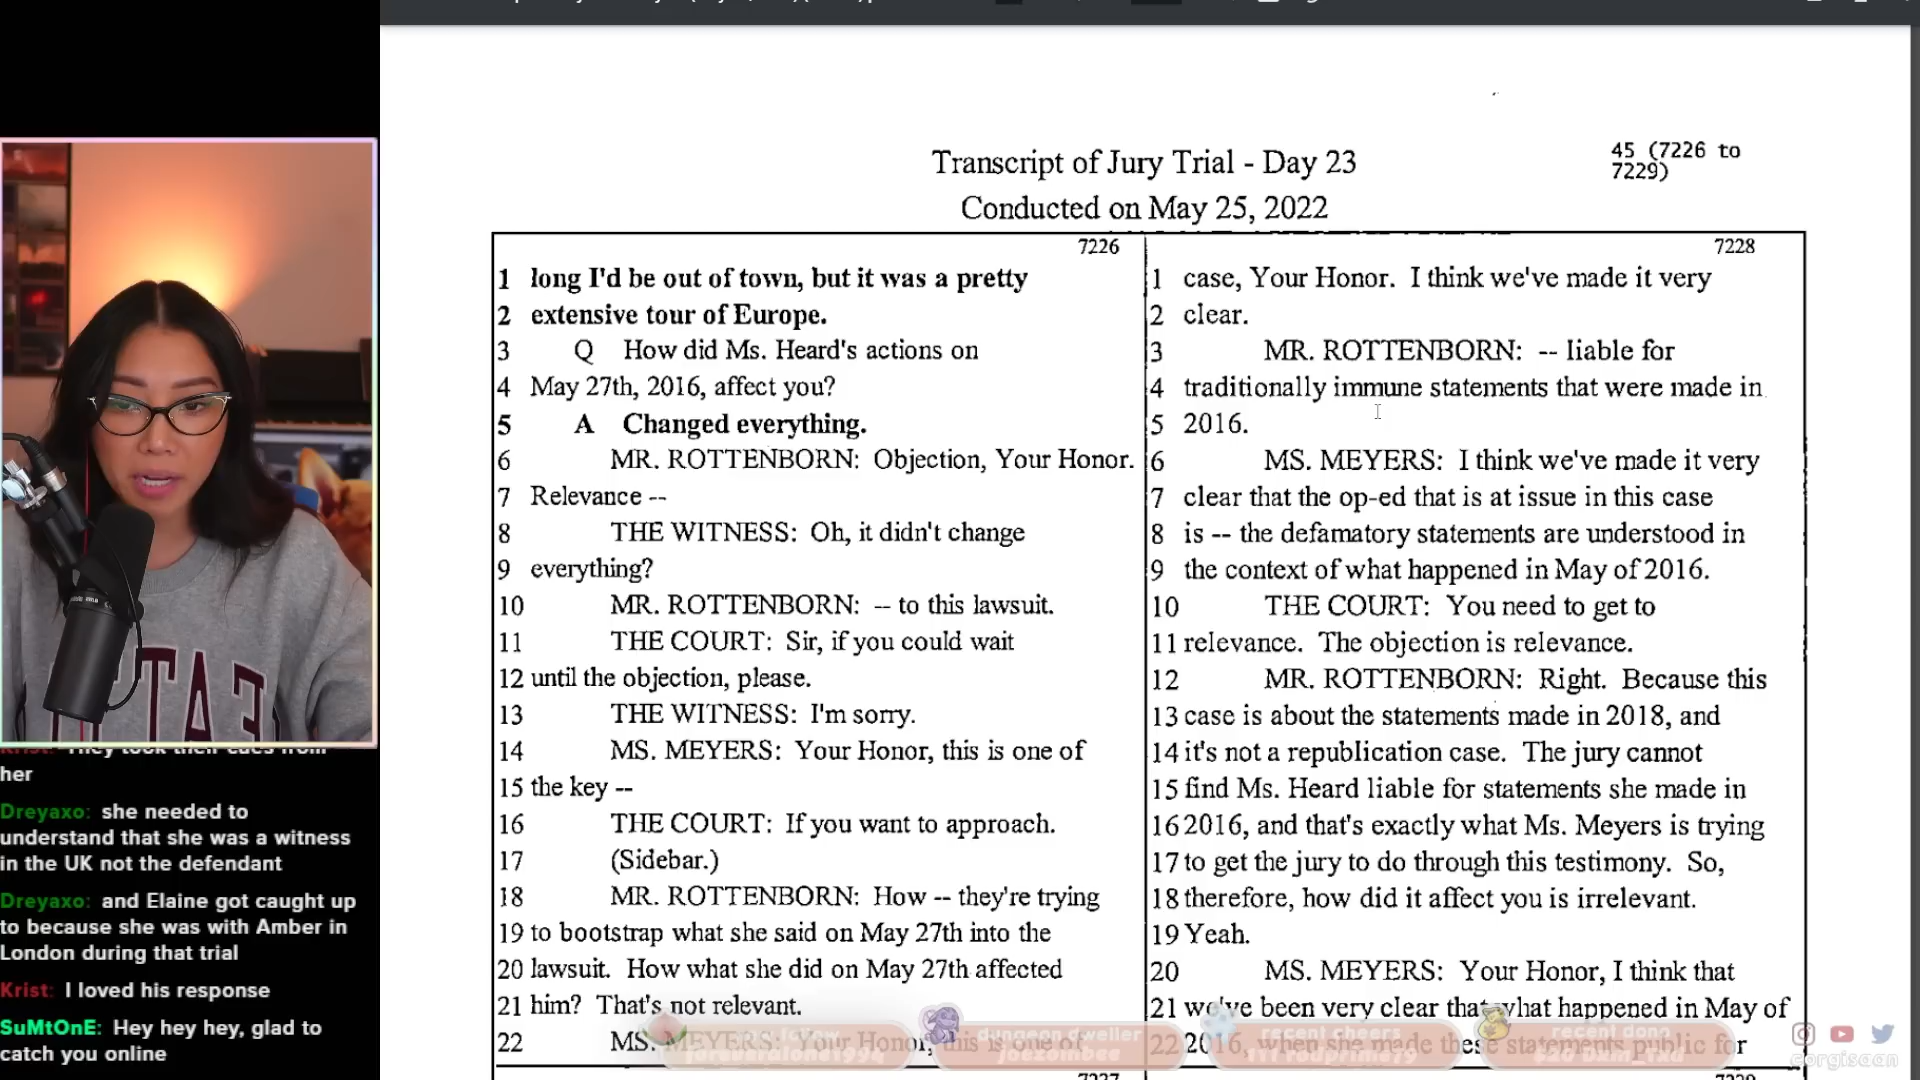 Transcript of Jury Trial - Day 23
Conducted on May 25, 2022
45 (7226 to
7229)
7226
1 long I'd be out of town, but it was a pretty
2 extensive tour of Europe.
3 Q How did Ms. Heard's actions on
4 May 27th, 2016, affect you?
5 A Changed everything.
6 MR. ROTTENBORN: Objection, Your Honor.
7 Relevance --
8 THE WITNESS: Oh, it didn't change
9 everything?
10 MR. ROTTENBORN: -- to this lawsuit.
11 THE COURT: Sir, if you could wait
12 until the objection, please.
13 THE WITNESS: I'm sorry.
14 MS. MEYERS: Your Honor, this is one of
15 the key --
16 THE COURT: If you want to approach.
17 (Sidebar.)
18 MR. ROTTENBORN: How -- they're trying
19 to bootstrap what she said on May 27th into the
20 lawsuit. How what she did on May 27th affected
21 him? That's not relevant.
22 MS. MEYERS: Your Honor, this is one of
7228
1 case, Your Honor. I think we've made it very
2 clear.
3 MR. ROTTENBORN: -- liable for
4 traditionally immune statements that were made in
5 2016.
6 MS. MEYERS: I think we've made it very
7 clear that the op-ed that is at issue in this case
8 is -- the defamatory statements are understood in
9 the context of what happened in May of 2016.
10 THE COURT: You need to get to
11 relevance. The objection is relevance.
12 MR. ROTTENBORN: Right. Because this
13 case is about the statements made in 2018, and
14 it's not a republication case. The jury cannot
15 find Ms. Heard liable for statements she made in
16 2016, and that's exactly what Ms. Meyers is trying
17 to get the jury to do through this testimony. So,
18 therefore, how did it affect you is irrelevant.
19 Yeah.
20 MS. MEYERS: Your Honor, I think that
21 we've been very clear that what happened in May of
22 2016, when she made these statements public for
Krist: They took their cues from
her
Dreyaxo: she needed to
understand that she was a witness
in the UK not the defendant
Dreyaxo: and Elaine got caught up
to because she was with Amber in
London during that trial
Krist: I loved his response
SuMtOnE: Hey hey hey, glad to
catch you online
foreveralone1994
dungeon dweller
joezombee
recent cheers
recent dono
corgisaan